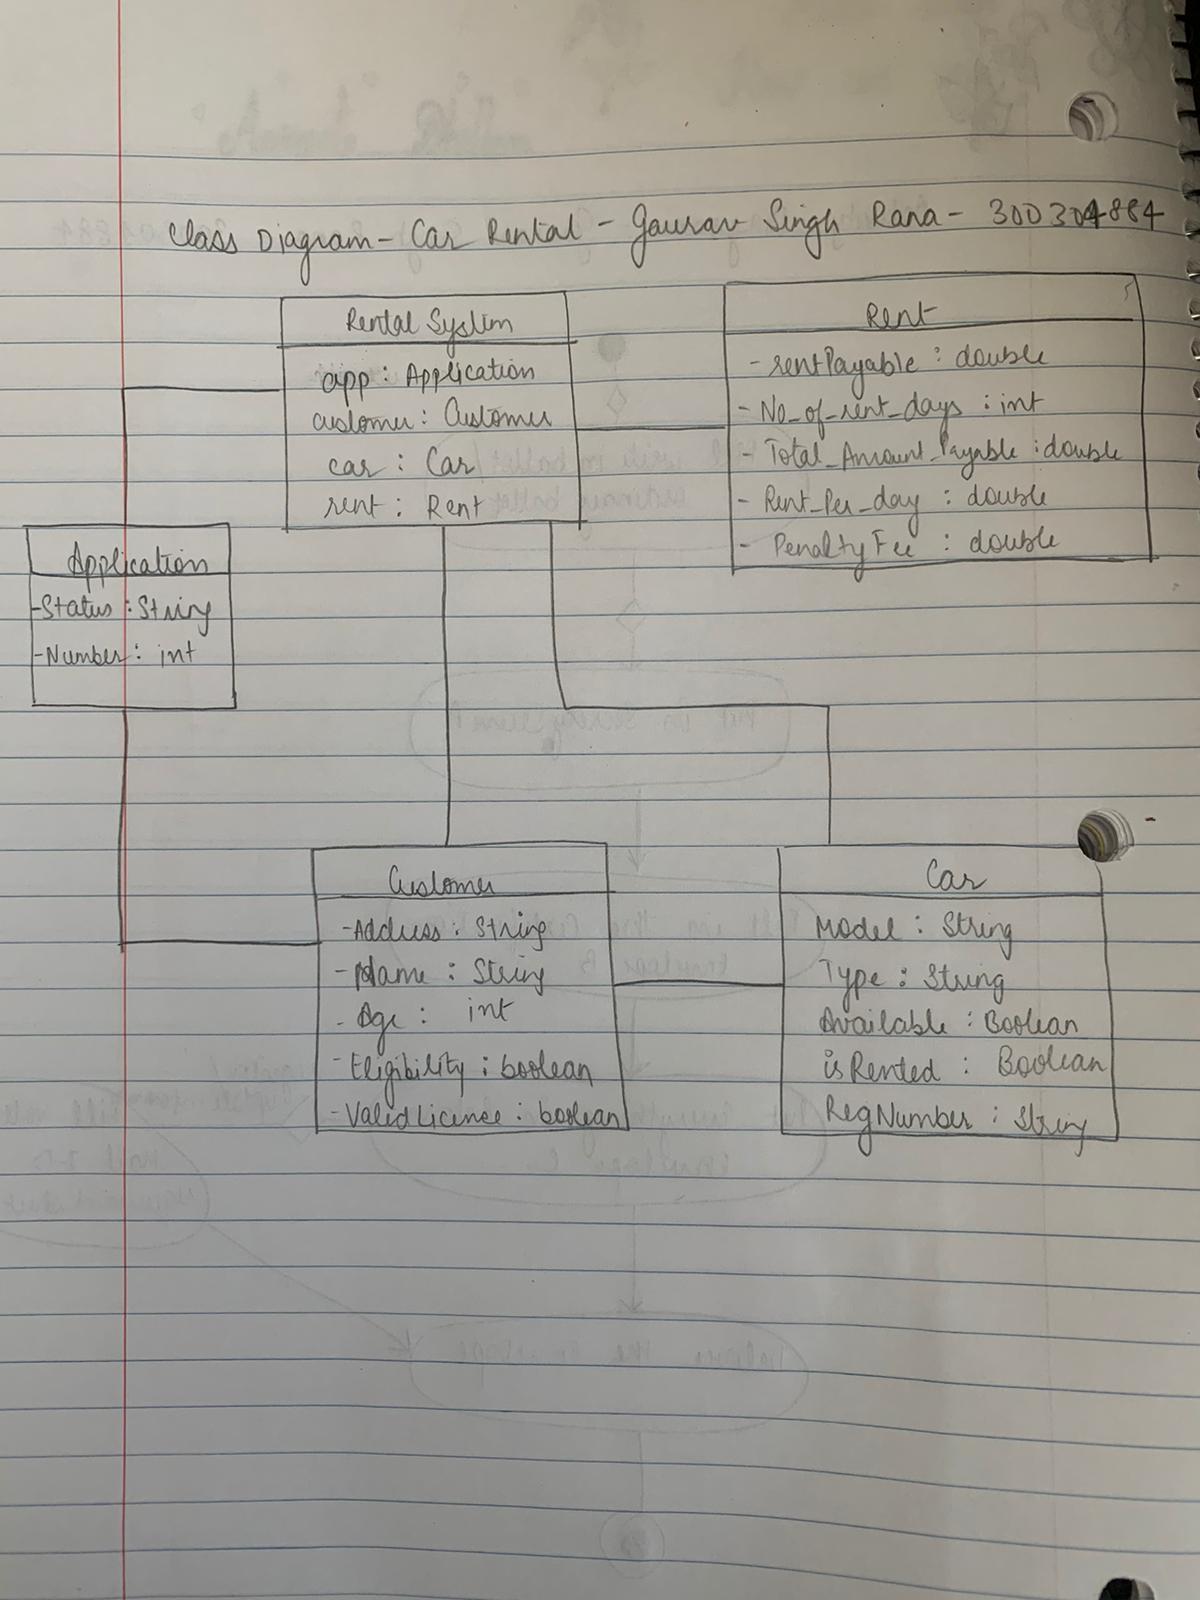 Class Diagram - Car Rental - Gaurav Singh Rana - 300304884
Rental System
app : Application
customer : Customer
car : Car
rent : Rent
Rent
- rentPayable : double
- No_of_rent_days : int
- Total_Amount_Payable : double
- Rent_Per_day : double
- PenaltyFee : double
Application
- Status : String
- Number : int
Customer
- Address : String
- Name : String
- Age : int
- Eligibility : boolean
- ValidLicense : boolean
Car
Model : String
Type : String
Available : Boolean
isRented : Boolean
RegNumber : String